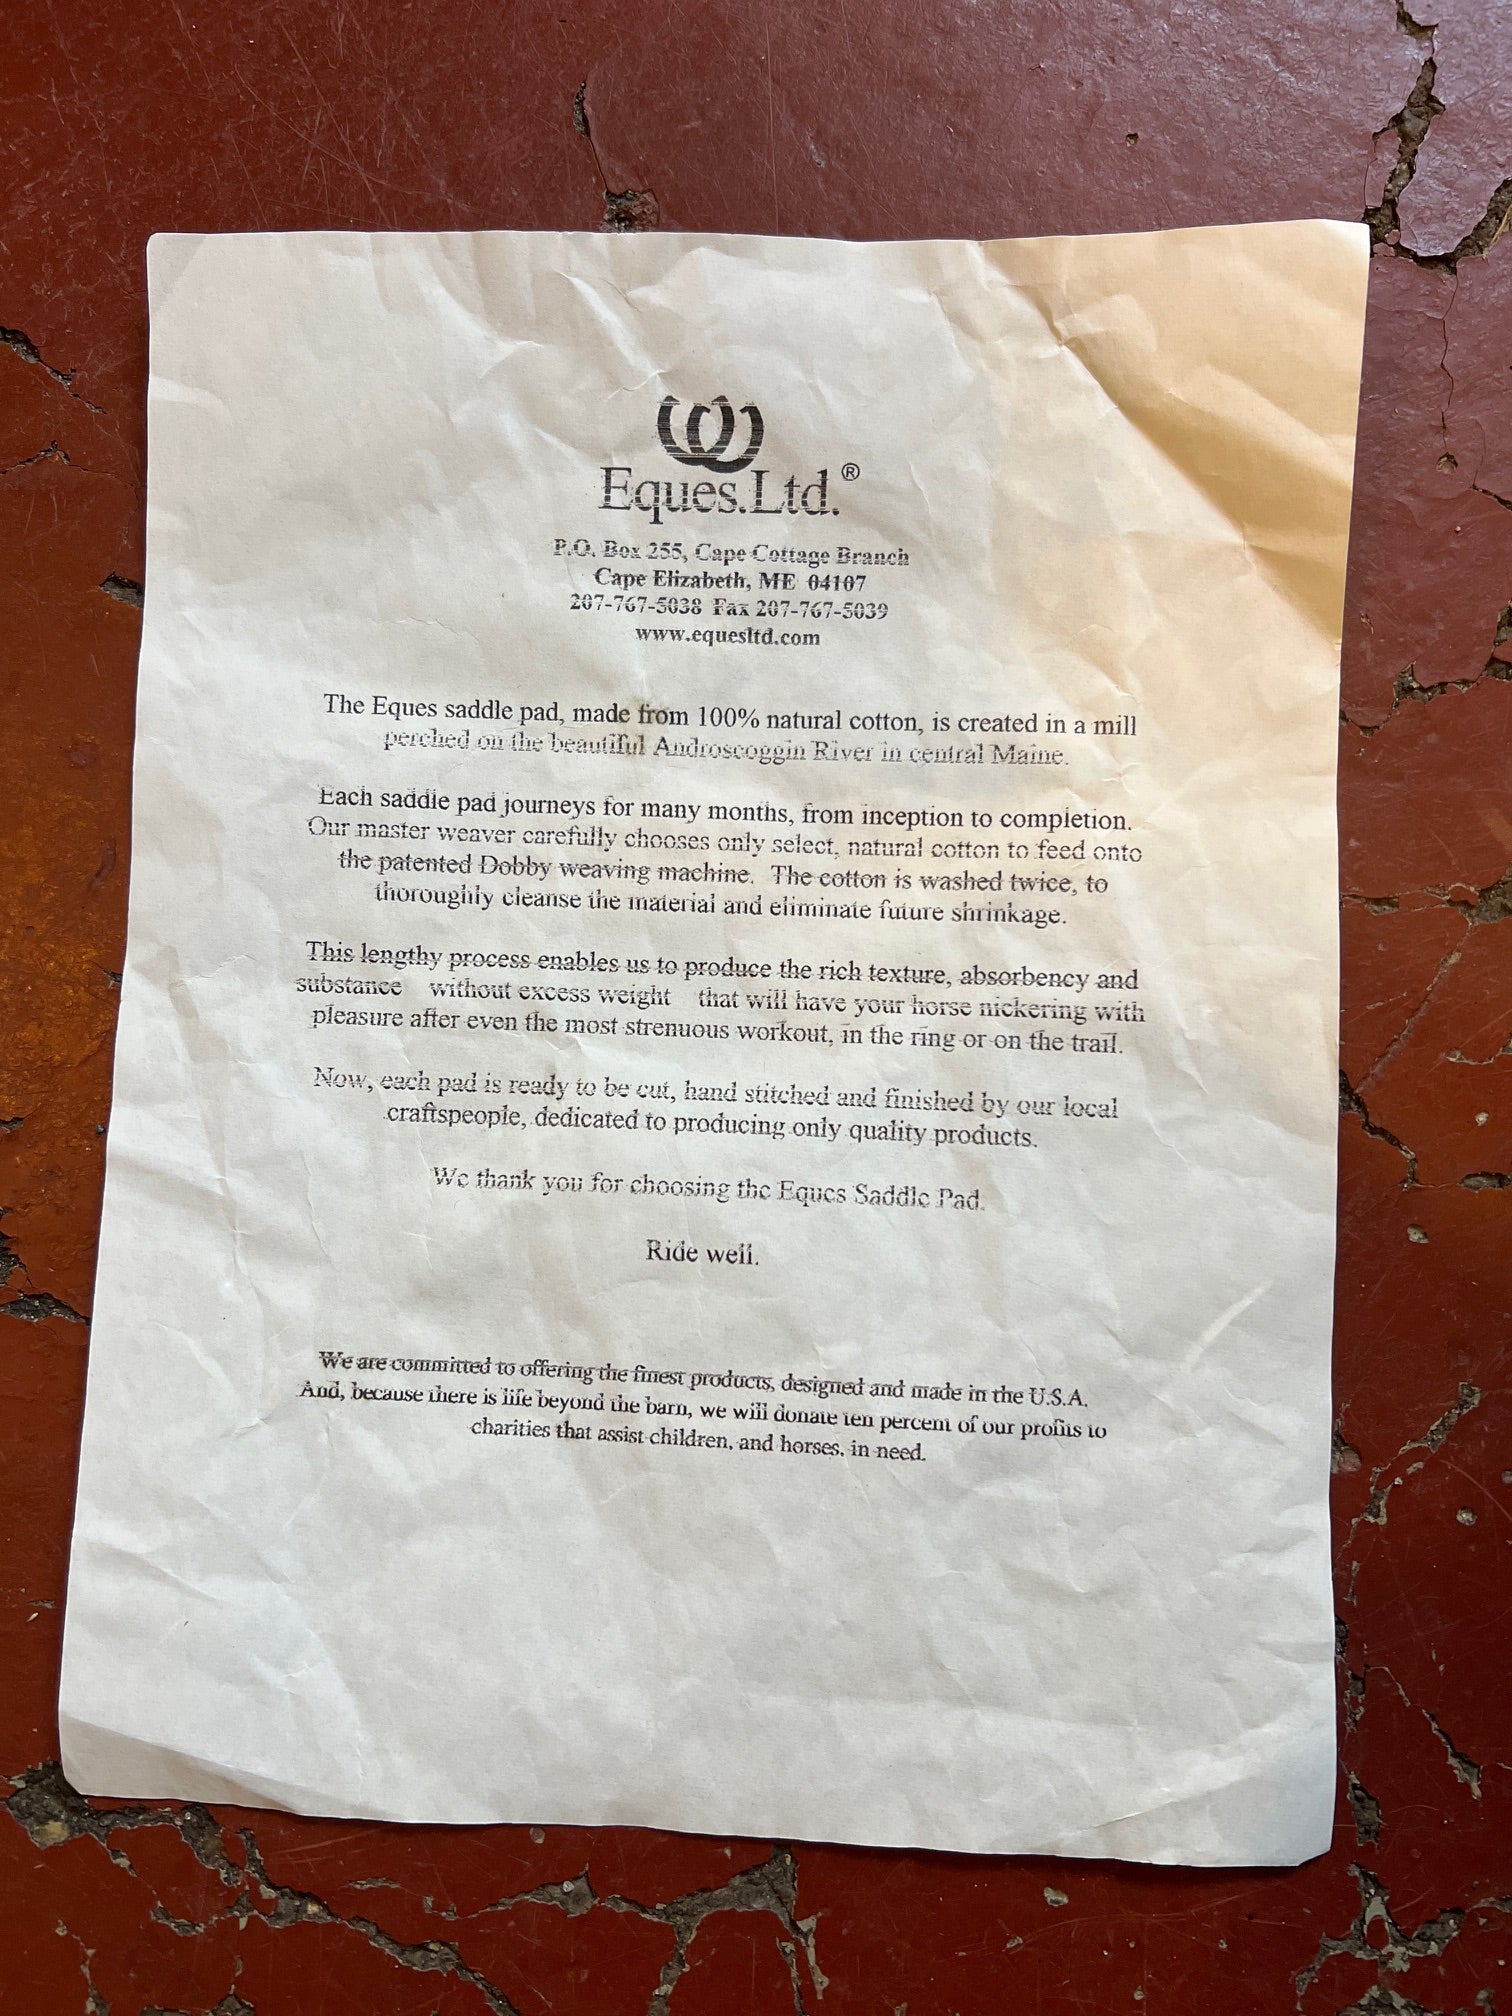 Eques.Ltd.®
P.O. Box 255, Cape Cottage Branch
Cape Elizabeth, ME 04107
207-767-5038 Fax 207-767-5039
www.equesltd.com
The Eques saddle pad, made from 100% natural cotton, is created in a mill
perched on the beautiful Androscoggin River in central Maine.
Each saddle pad journeys for many months, from inception to completion.
Our master weaver carefully chooses only select, natural cotton to feed onto
the patented Dobby weaving machine. The cotton is washed twice, to
thoroughly cleanse the material and eliminate future shrinkage.
This lengthy process enables us to produce the rich texture, absorbency and
substance without excess weight that will have your horse nickering with
pleasure after even the most strenuous workout, in the ring or on the trail.
Now, each pad is ready to be cut, hand stitched and finished by our local
craftspeople, dedicated to producing only quality products.
We thank you for choosing the Eques Saddle Pad.
Ride well.
We are committed to offering the finest products, designed and made in the U.S.A.
And, because there is life beyond the barn, we will donate ten percent of our profits to
charities that assist children, and horses, in need.